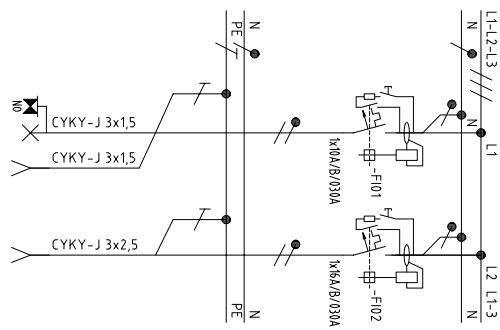 PE
N
N
L1-L2-L3
NO
CYKY-J 3x1,5
CYKY-J 3x1,5
1x10A/B/030A
-FI01
N
L1
CYKY-J 3x2,5
1x16A/B/030A
-FI02
L2
L1-3
PE
N
N